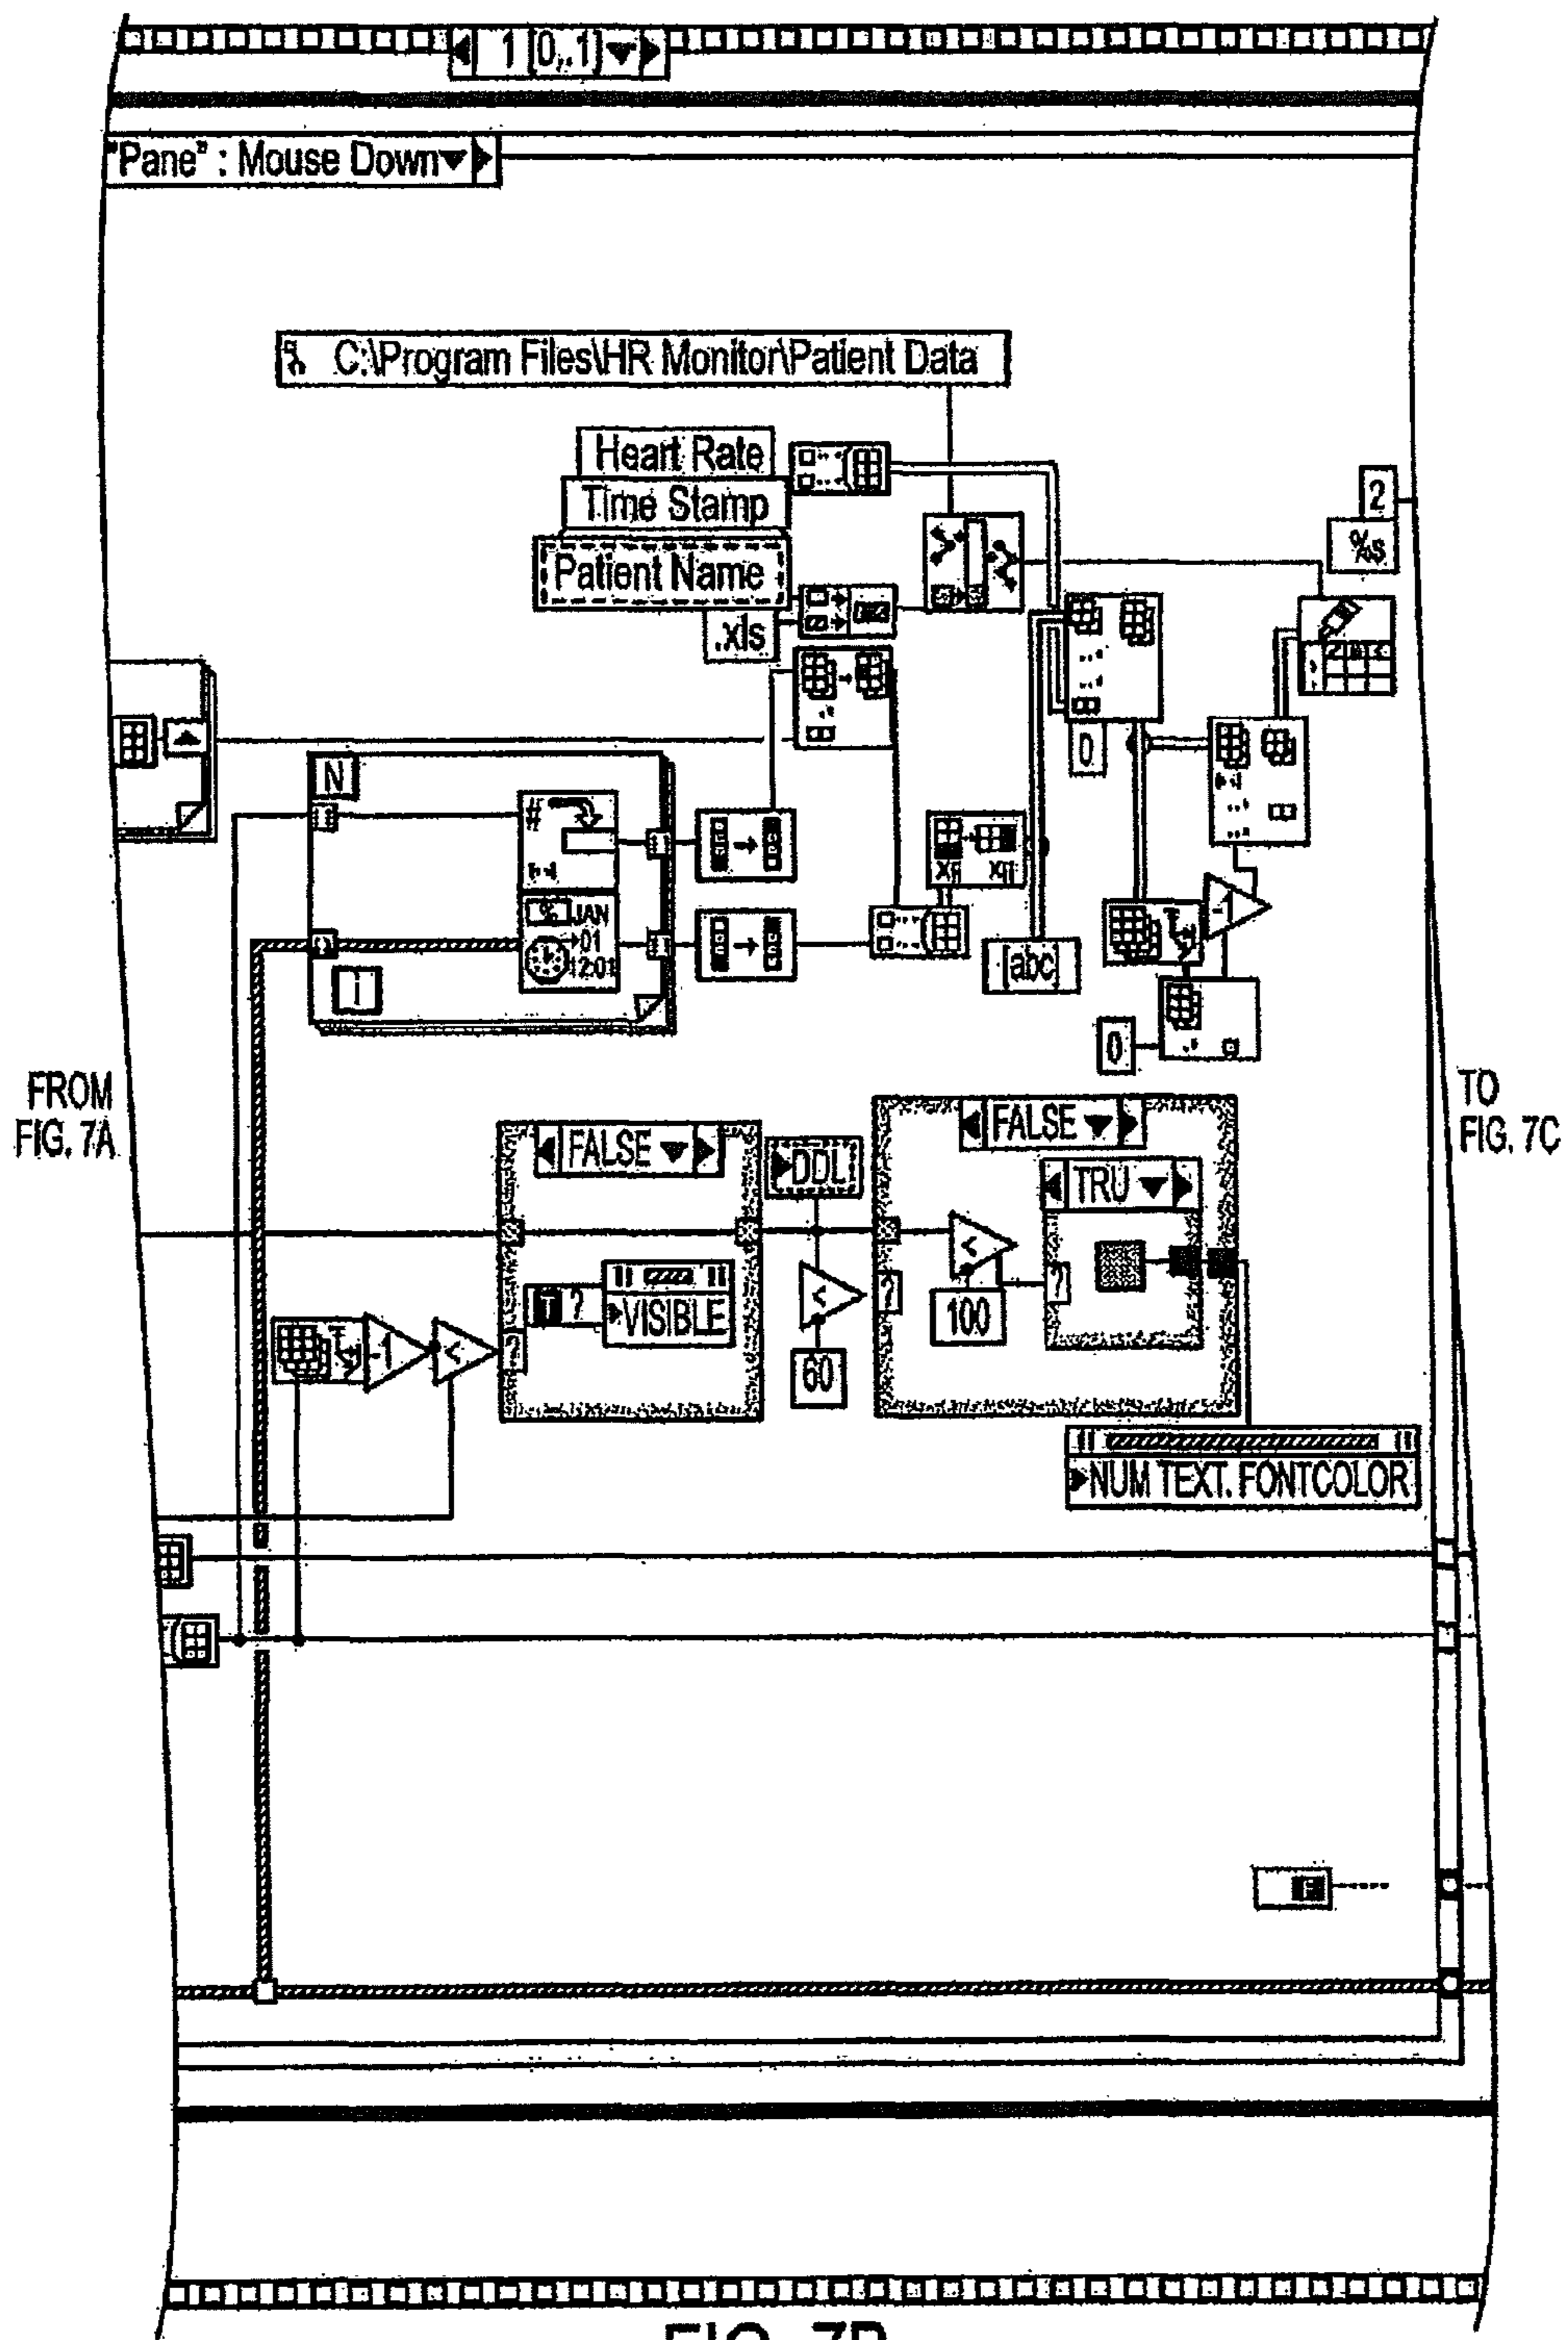 1 [0..1]
"Pane" : Mouse Down
C:\Program Files\HR Monitor\Patient Data
Heart Rate
Time Stamp
Patient Name
.xls
2
%s
0
N
#
%
JAN
01
12:01
i
-1
[abc]
0
FROM
FIG. 7A
TO
FIG. 7C
FALSE
DDL
FALSE
TRU
<
?
100
T ?
VISIBLE
<
?
60
-1
<
?
NUM TEXT. FONTCOLOR
FIG. 7B